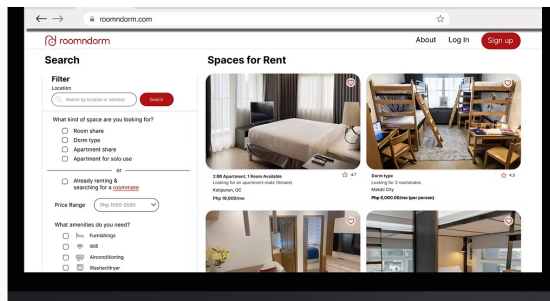 roomndorm.com
roomndorm
About
Log In
Sign up
Search
Filter
Location
Search by location or address
Search
What kind of space are you looking for?
Room share
Dorm type
Apartment share
Apartment for solo use
or
Already renting &
searching for a roommate
Price Range
Php 1000-2500
What amenities do you need?
Furnishings
Wifi
Airconditioning
Washer/dryer
Spaces for Rent
2 BR Apartment, 1 Room Available
4.7
Looking for an apartment-mate (female)
Katipunan, QC
Php 18,000/mo
Dorm type
4.3
Looking for 2 roommates
Makati City
Php 6,000.00/mo (per person)